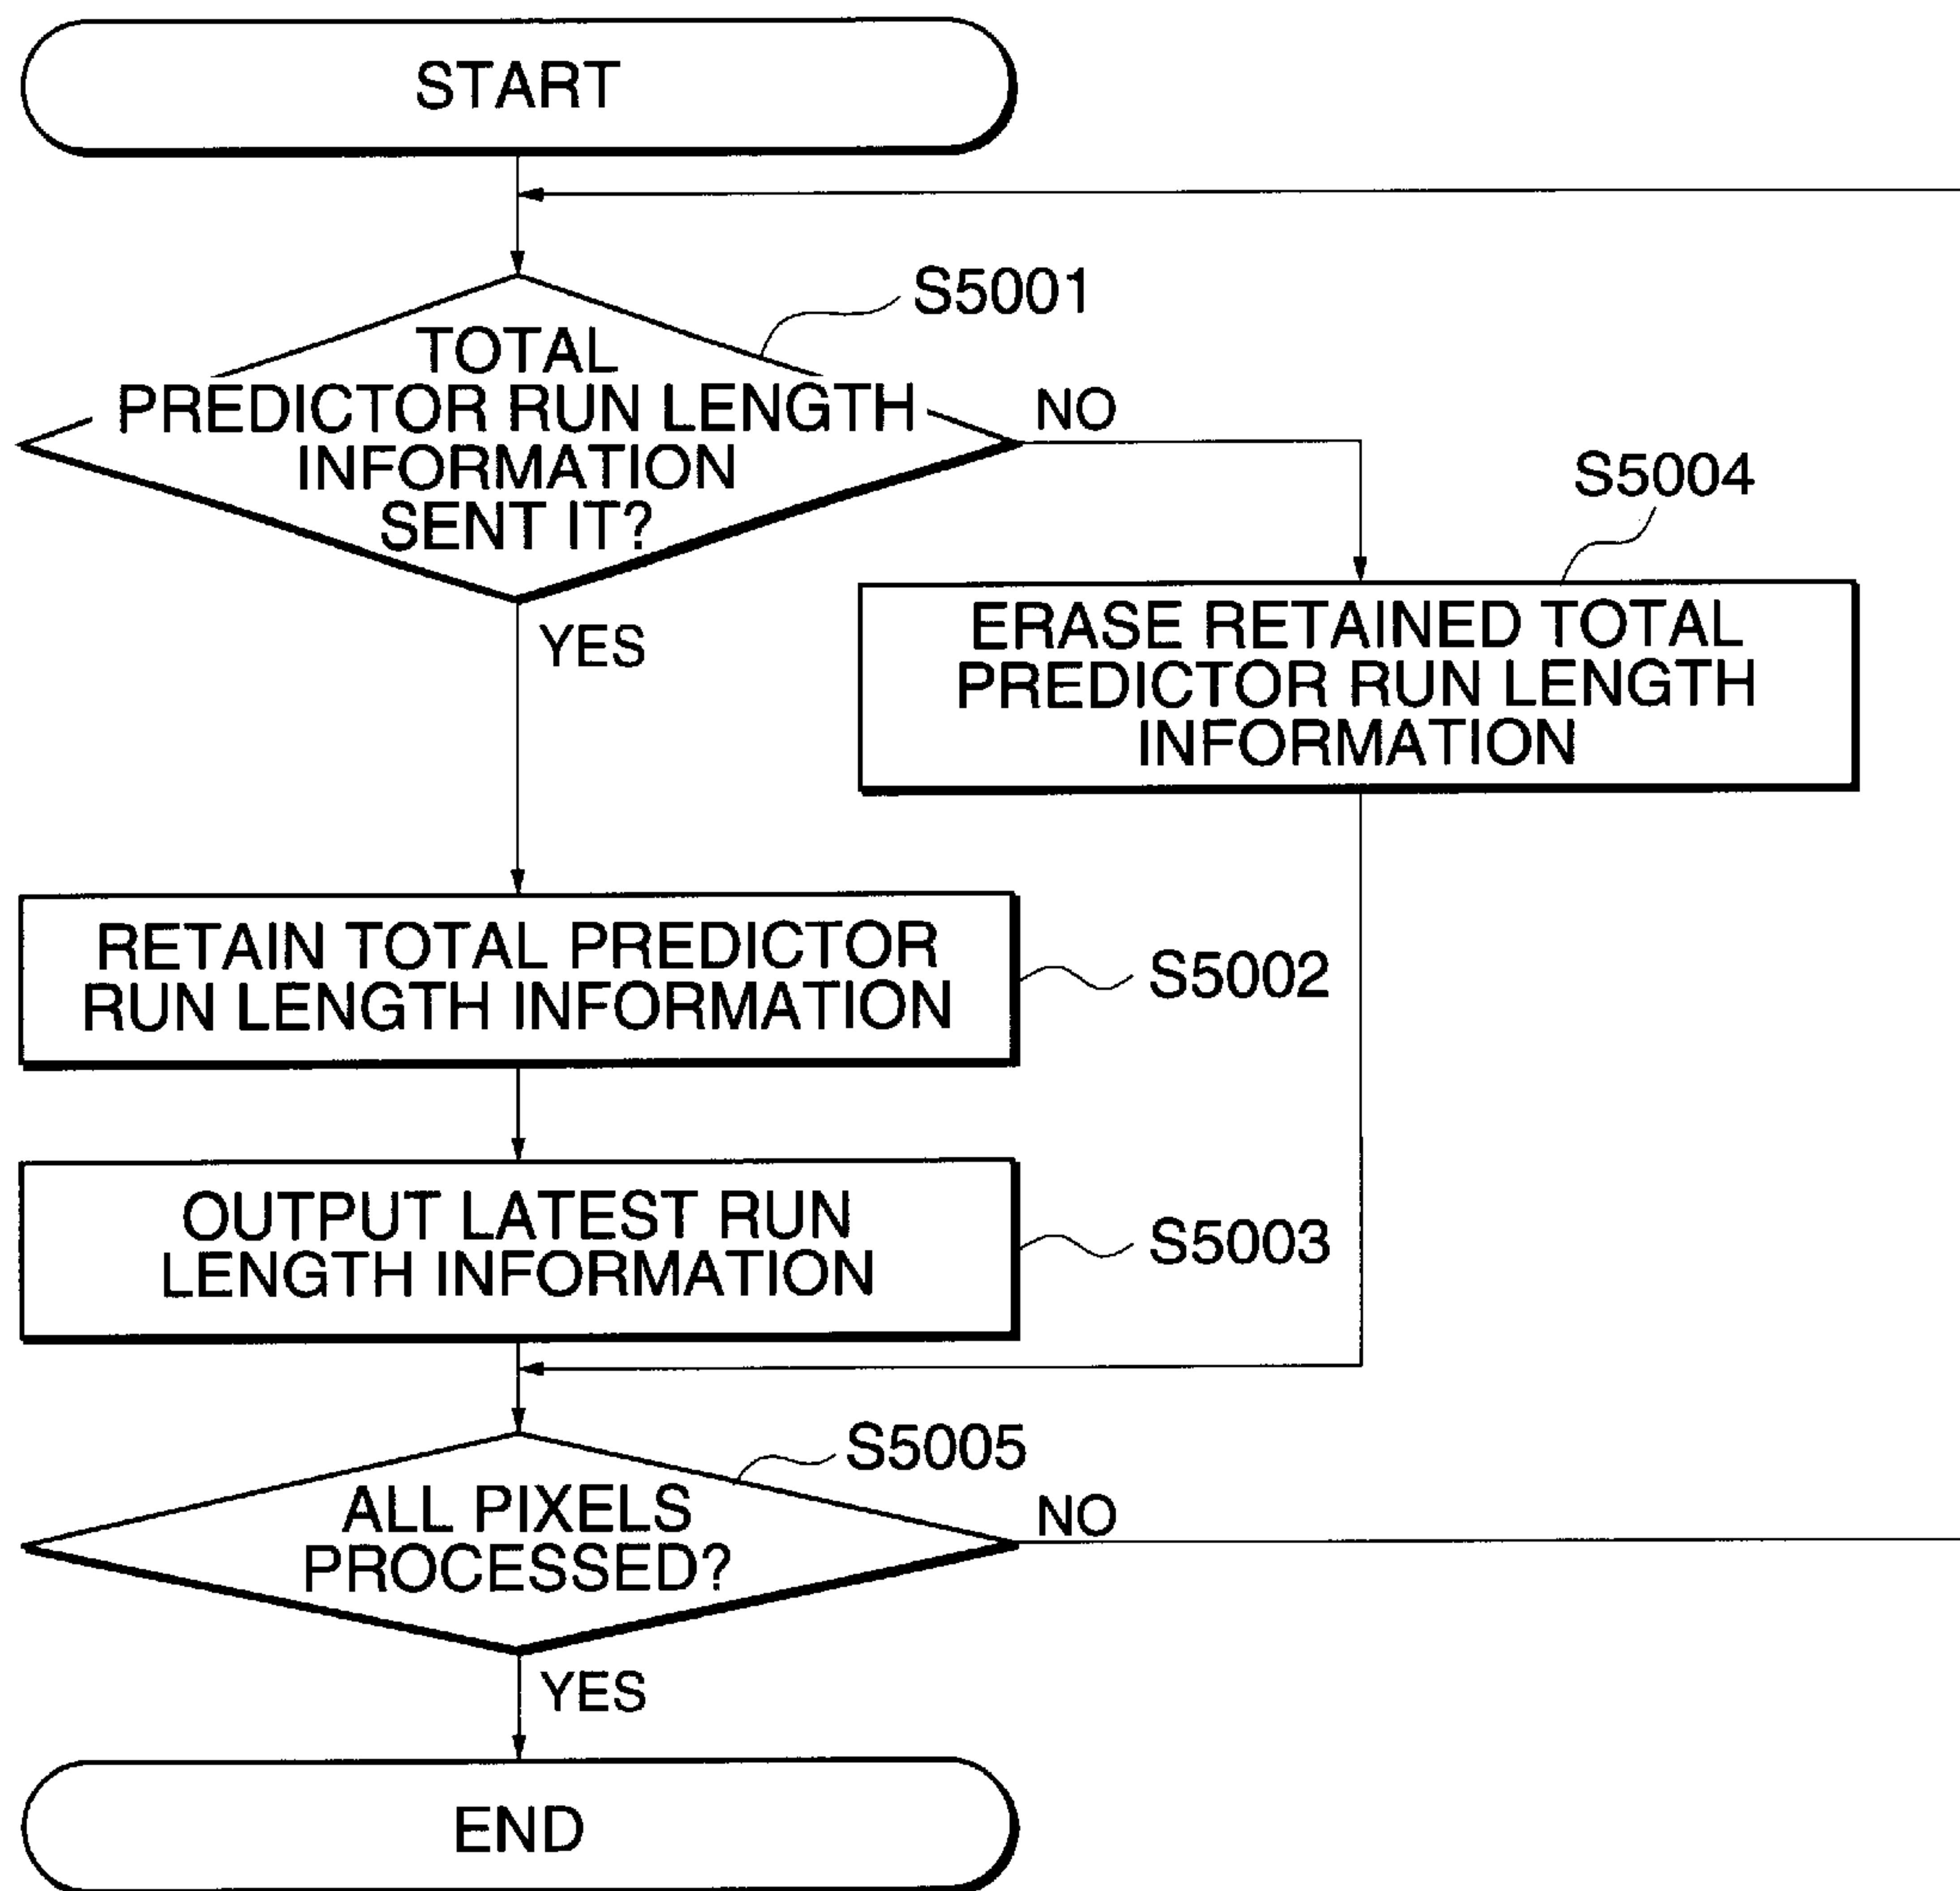 START
S5001
TOTAL
PREDICTOR RUN LENGTH
INFORMATION
SENT IT?
NO
YES
S5004
ERASE RETAINED TOTAL
PREDICTOR RUN LENGTH
INFORMATION
RETAIN TOTAL PREDICTOR
RUN LENGTH INFORMATION
S5002
OUTPUT LATEST RUN
LENGTH INFORMATION
S5003
S5005
ALL PIXELS
PROCESSED?
NO
YES
END